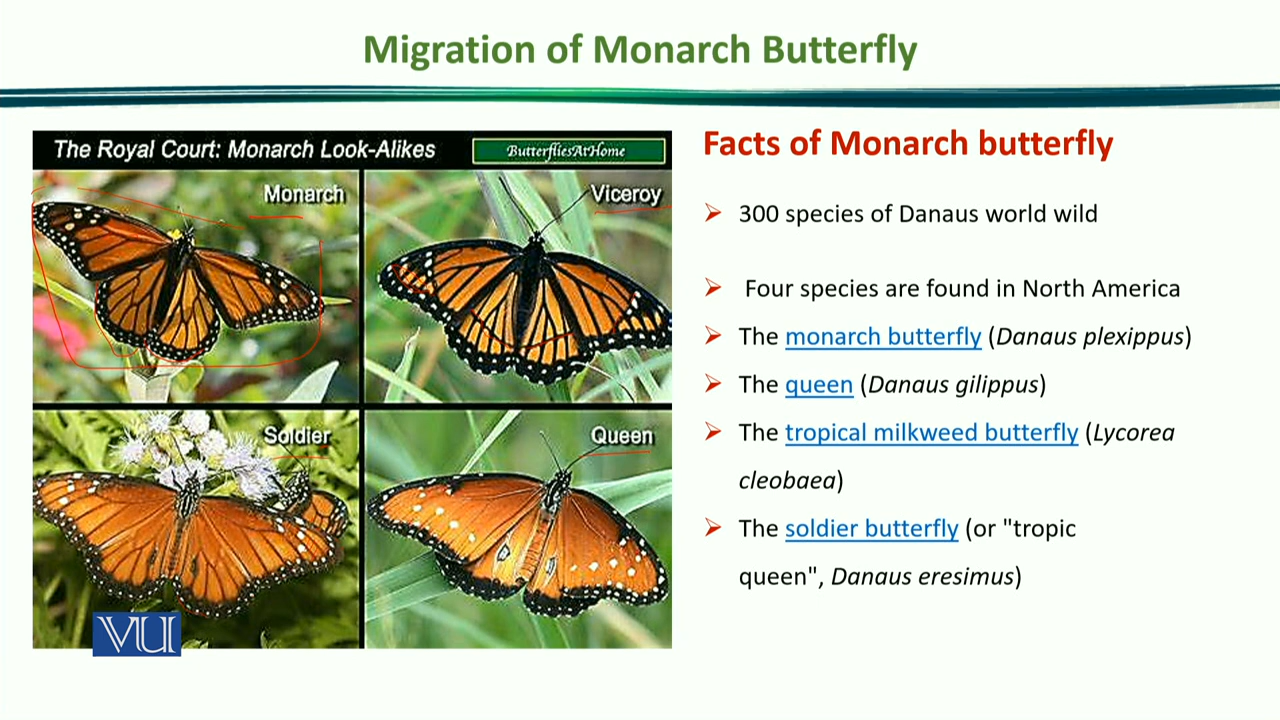 Migration of Monarch Butterfly
The Royal Court: Monarch Look-Alikes
ButterfliesAtHome
Monarch
Viceroy
Soldier
Queen
VU
Facts of Monarch butterfly
300 species of Danaus world wild
Four species are found in North America
The monarch butterfly (Danaus plexippus)
The queen (Danaus gilippus)
The tropical milkweed butterfly (Lycorea
cleobaea)
The soldier butterfly (or "tropic
queen", Danaus eresimus)